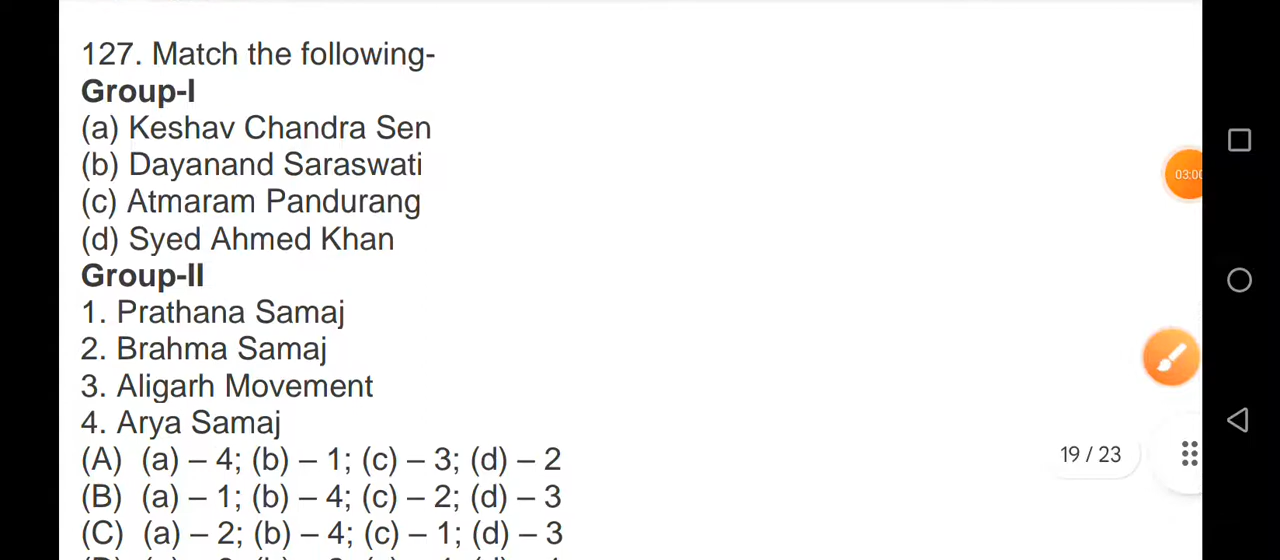 127. Match the following-
Group-I
(a) Keshav Chandra Sen
(b) Dayanand Saraswati
(c) Atmaram Pandurang
(d) Syed Ahmed Khan
Group-II
1. Prathana Samaj
2. Brahma Samaj
3. Aligarh Movement
4. Arya Samaj
(A) (a) – 4; (b) – 1; (c) – 3; (d) – 2
(B) (a) – 1; (b) – 4; (c) – 2; (d) – 3
(C) (a) – 2; (b) – 4; (c) – 1; (d) – 3
03:00
19 / 23